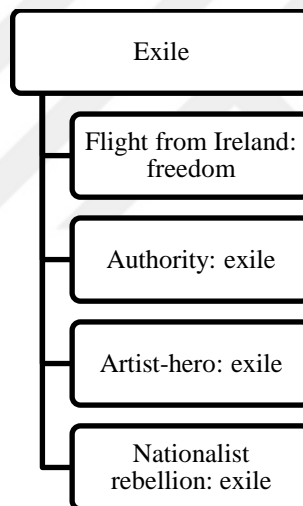 Exile
Flight from Ireland:
freedom
Authority: exile
Artist-hero: exile
Nationalist
rebellion: exile